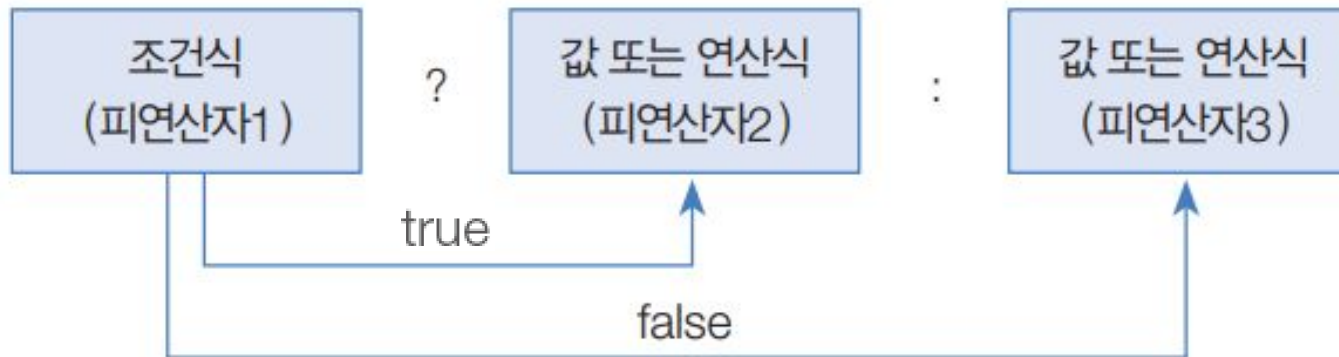 조건식
(피연산자1)
?
값 또는 연산식
(피연산자2)
:
값 또는 연산식
(피연산자3)
true
false